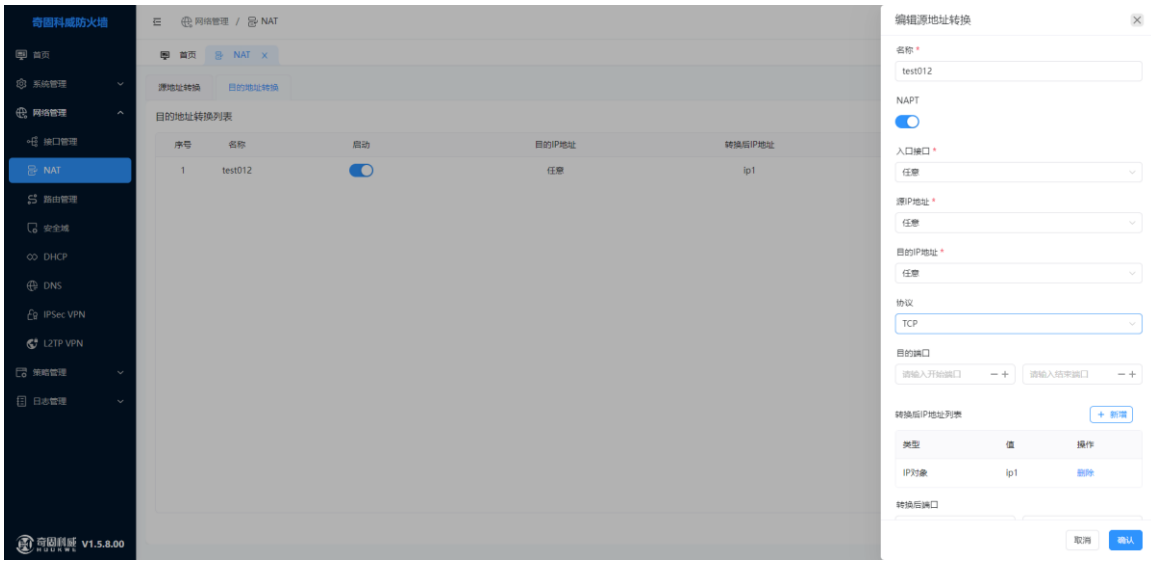 奇固科威防火墙
网络管理 / NAT
编辑源地址转换
首页
首页
NAT
系统管理
网络管理
接口管理
NAT
路由管理
安全域
DHCP
DNS
IPSec VPN
L2TP VPN
策略管理
日志管理
奇固科威 V1.5.8.00
HUUKWE
源地址转换
目的地址转换
目的地址转换列表
序号 名称 启动 目的IP地址 转换后IP地址
1 test012 任意 ip1
名称 *
test012
NAPT
入口接口 *
任意
源IP地址 *
任意
目的IP地址 *
任意
协议
TCP
目的端口
请输入开始端口 请输入结束端口
转换后IP地址列表 + 新增
类型 值 操作
IP对象 ip1 删除
转换后端口
取消 确认